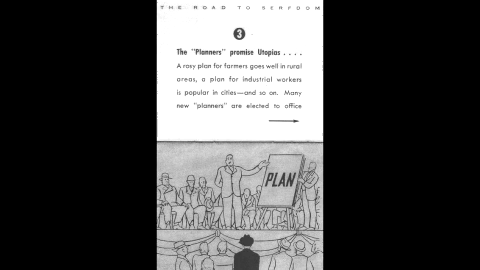 THE ROAD TO SERFDOM
3
The "Planners" promise Utopias . . . .
A rosy plan for farmers goes well in rural
areas, a plan for industrial workers
is popular in cities—and so on. Many
new "planners" are elected to office
PLAN